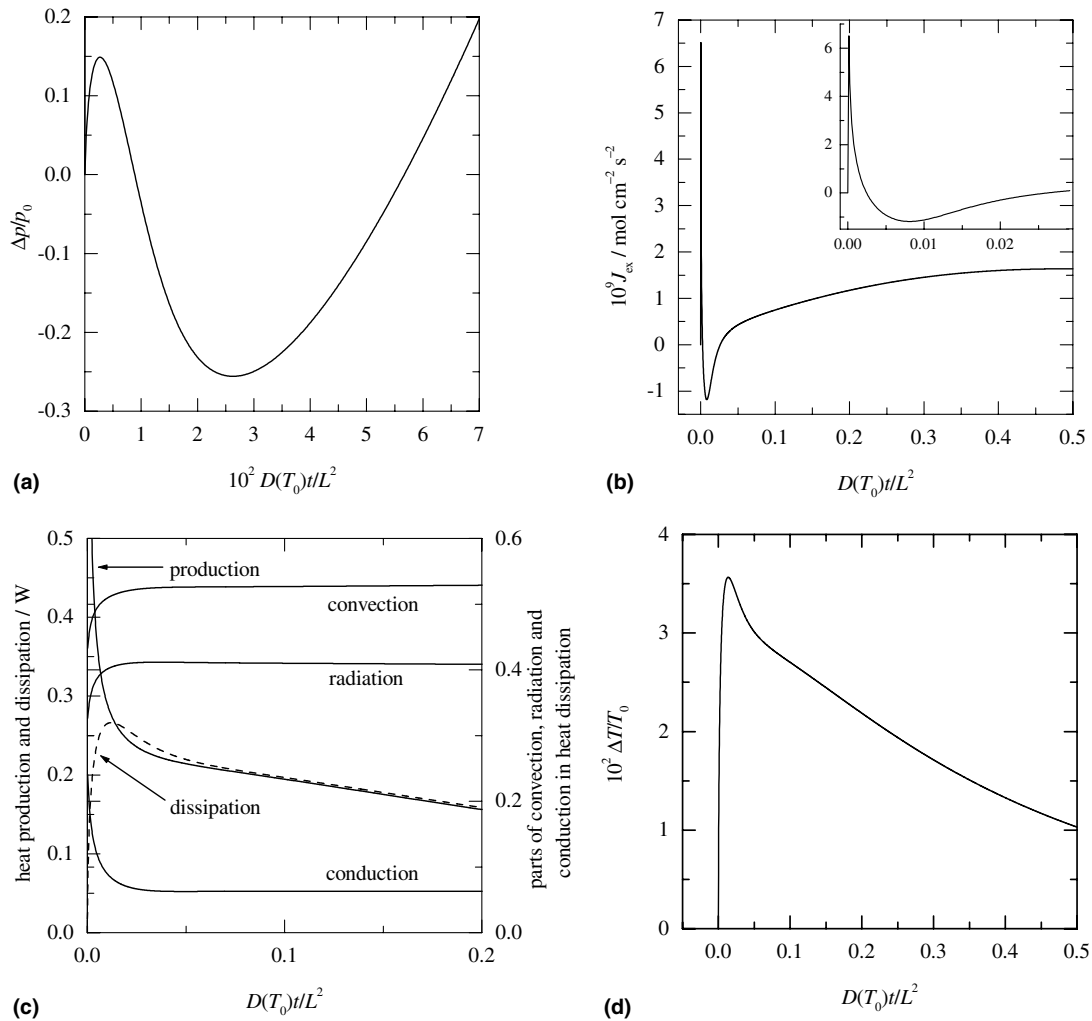 0.2
0.1
0.0
-0.1
-0.2
-0.3
Δp/p₀
0 1 2 3 4 5 6 7
(a)
10² D(T₀)t/L²
7
6
5
4
3
2
1
0
-1
10⁹J_ex / mol cm⁻² s⁻²
6
4
2
0
0.00 0.01 0.02
0.0 0.1 0.2 0.3 0.4 0.5
(b)
D(T₀)t/L²
0.5
0.4
0.3
0.2
0.1
0.0
heat production and dissipation / W
production
convection
radiation
dissipation
conduction
0.6
0.4
0.2
0.0
parts of convection, radiation and
conduction in heat dissipation
0.0 0.1 0.2
(c)
D(T₀)t/L²
4
3
2
1
0
10² ΔT/T₀
0.0 0.1 0.2 0.3 0.4 0.5
(d)
D(T₀)t/L²